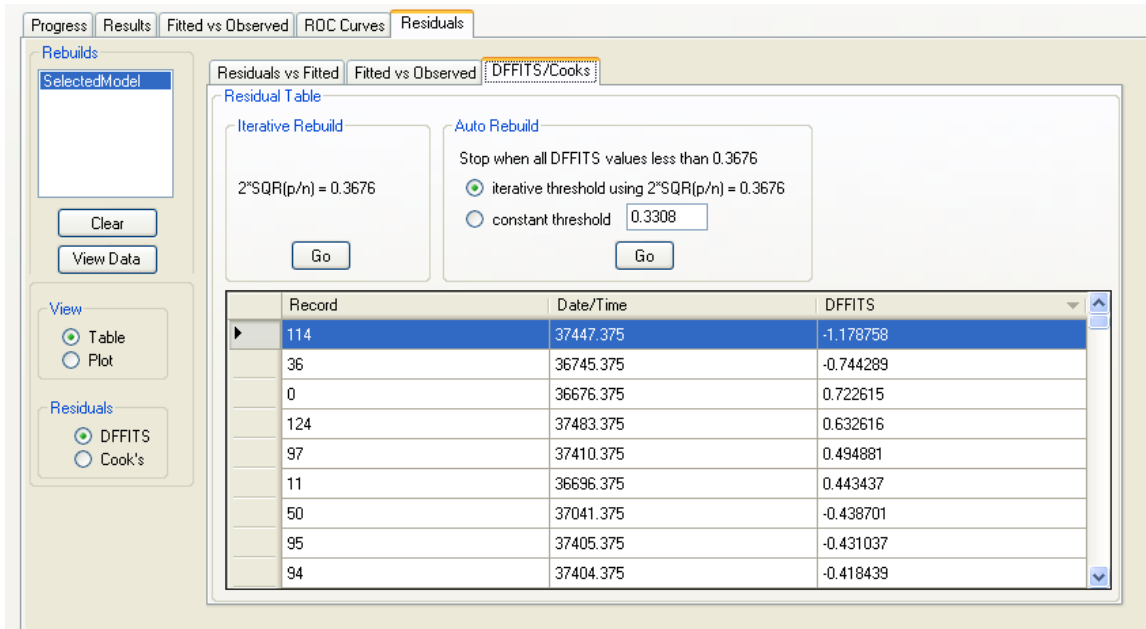 Progress Results Fitted vs Observed ROC Curves Residuals
Rebuilds
SelectedModel
Clear
View Data
View
Table
Plot
Residuals
DFFITS
Cook's
Residuals vs Fitted Fitted vs Observed DFFITS/Cooks
Residual Table
Iterative Rebuild
2*SQR(p/n) = 0.3676
Go
Auto Rebuild
Stop when all DFFITS values less than 0.3676
iterative threshold using 2*SQR(p/n) = 0.3676
constant threshold 0.3308
Go
Record Date/Time DFFITS
114 37447.375 -1.178758
36 36745.375 -0.744289
0 36676.375 0.722615
124 37483.375 0.632616
97 37410.375 0.494881
11 36696.375 0.443437
50 37041.375 -0.438701
95 37405.375 -0.431037
94 37404.375 -0.418439